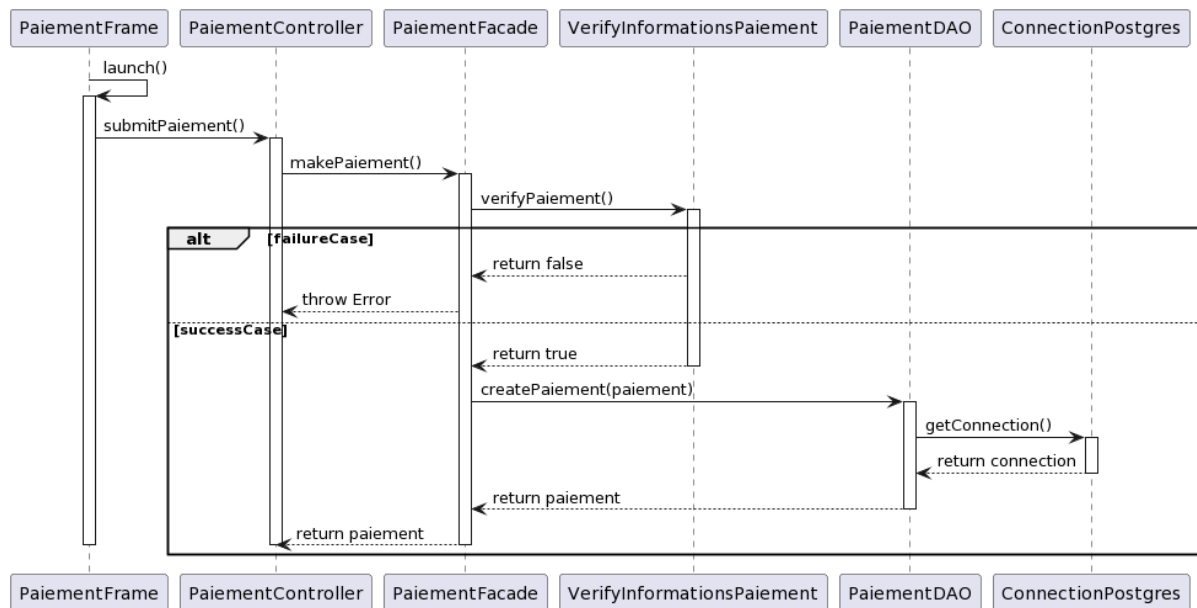 PaiementFrame PaiementController PaiementFacade VerifyInformationsPaiement PaiementDAO ConnectionPostgres
launch()
submitPaiement()
makePaiement()
verifyPaiement()
alt [failureCase]
return false
throw Error
[successCase]
return true
createPaiement(paiement)
getConnection()
return connection
return paiement
return paiement
PaiementFrame PaiementController PaiementFacade VerifyInformationsPaiement PaiementDAO ConnectionPostgres